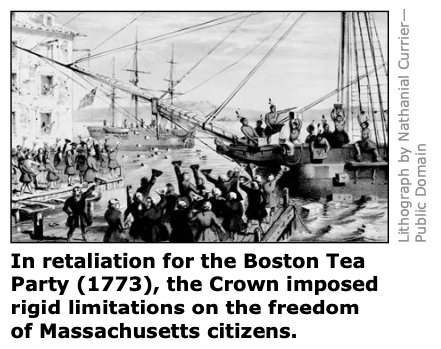 In retaliation for the Boston Tea
Party (1773), the Crown imposed
rigid limitations on the freedom
of Massachusetts citizens.
Lithograph by Nathanial Currier—
Public Domain